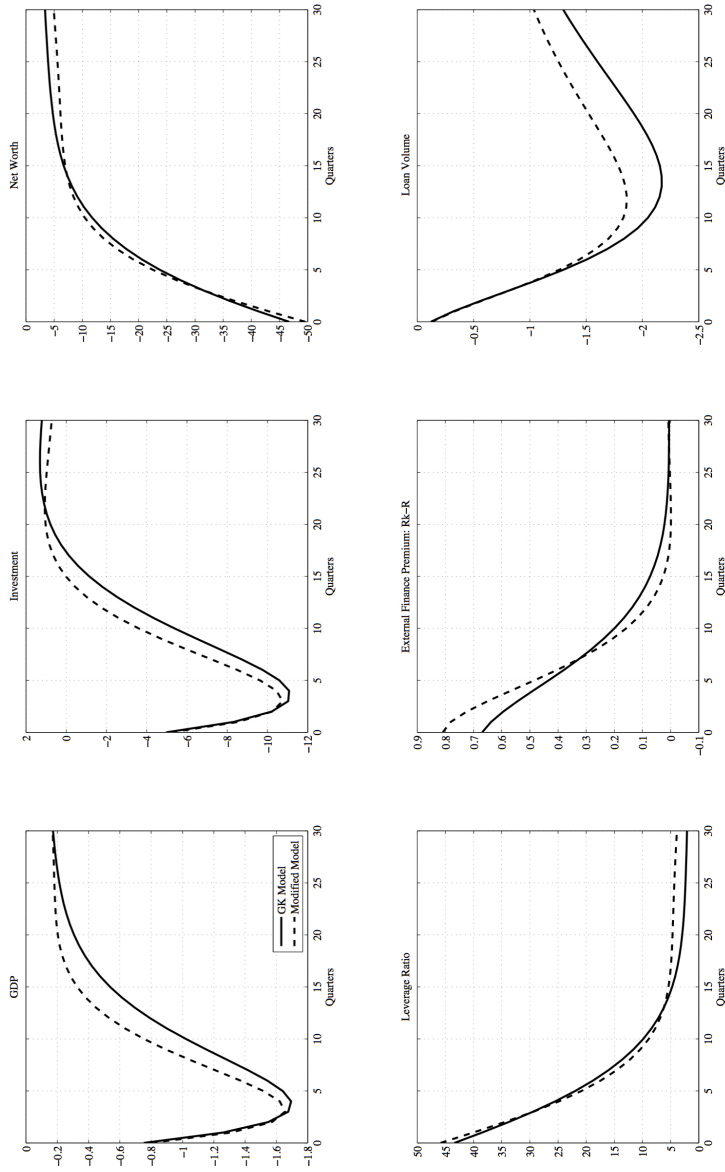 GDP
0
−0.2
−0.4
−0.6
−0.8
−1
−1.2
−1.4
−1.6
−1.8
0 5 10 15 20 25 30
Quarters
GK Model
Modified Model
Investment
2
0
−2
−4
−6
−8
−10
−12
0 5 10 15 20 25 30
Quarters
Net Worth
0
−5
−10
−15
−20
−25
−30
−35
−40
−45
−50
0 5 10 15 20 25 30
Quarters
Leverage Ratio
50
45
40
35
30
25
20
15
10
5
0
0 5 10 15 20 25 30
Quarters
External Finance Premium: Rk−R
0.9
0.8
0.7
0.6
0.5
0.4
0.3
0.2
0.1
0
−0.1
0 5 10 15 20 25 30
Quarters
Loan Volume
0
−0.5
−1
−1.5
−2
−2.5
0 5 10 15 20 25 30
Quarters